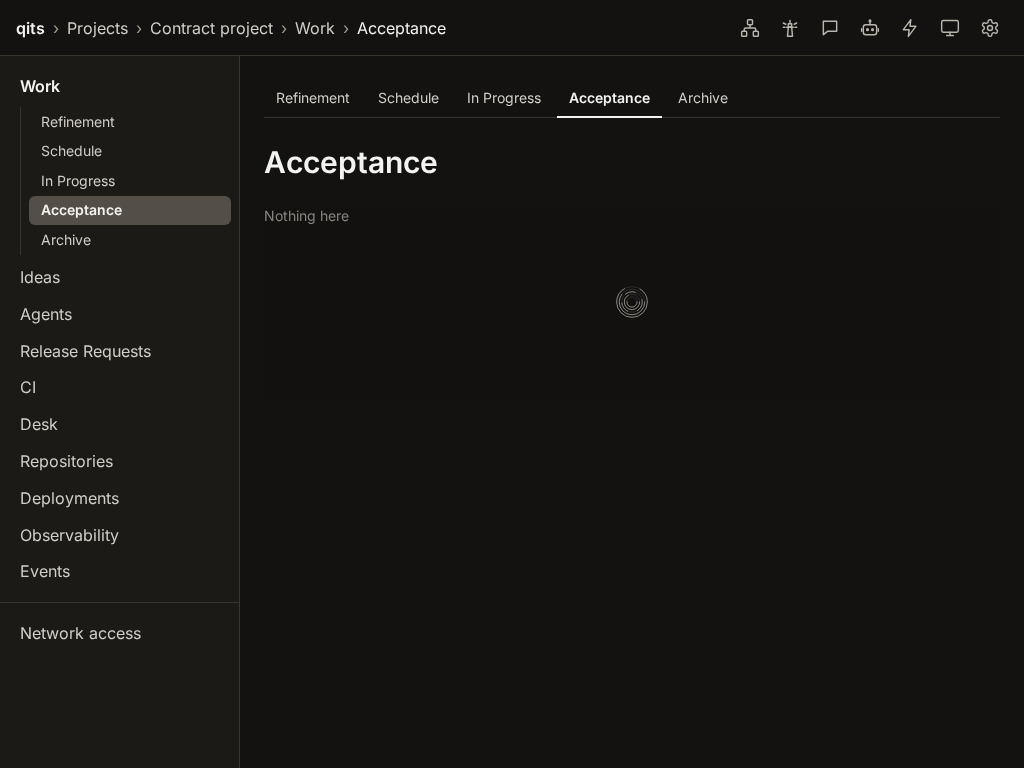 qits › Projects › Contract project › Work › Acceptance
Work
Refinement
Schedule
In Progress
Acceptance
Archive
Ideas
Agents
Release Requests
CI
Desk
Repositories
Deployments
Observability
Events
Network access
Refinement Schedule In Progress Acceptance Archive
Acceptance
Nothing here